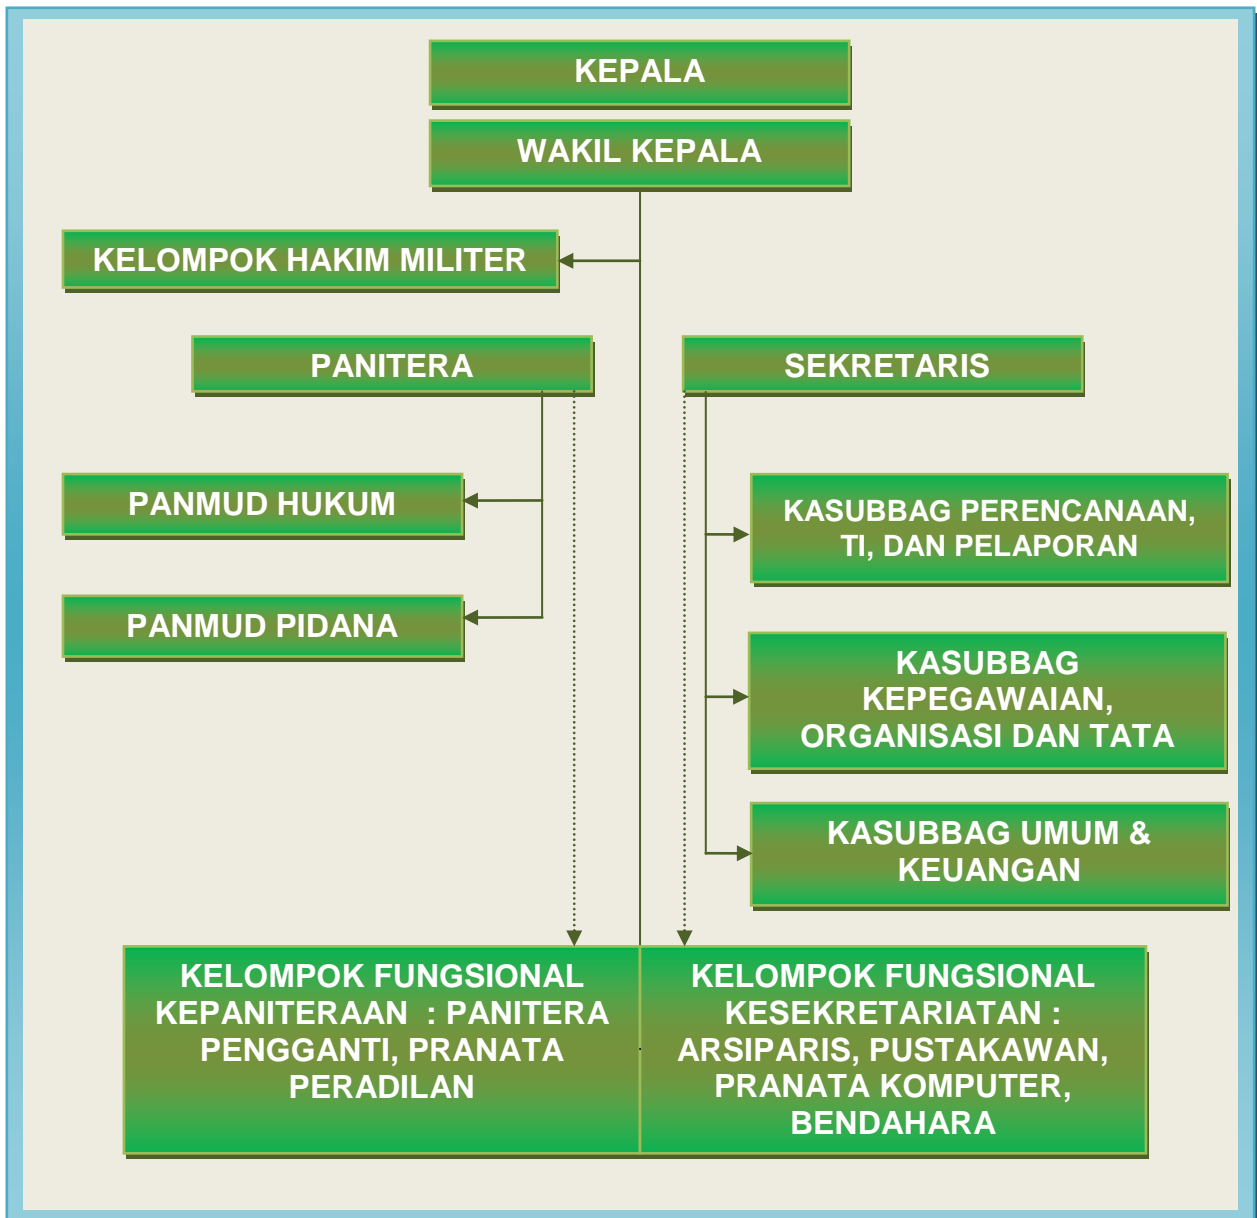 KEPALA
WAKIL KEPALA
KELOMPOK HAKIM MILITER
PANITERA
SEKRETARIS
PANMUD HUKUM
PANMUD PIDANA
KASUBBAG PERENCANAAN,
TI, DAN PELAPORAN
KASUBBAG
KEPEGAWAIAN,
ORGANISASI DAN TATA
KASUBBAG UMUM &
KEUANGAN
KELOMPOK FUNGSIONAL
KEPANITERAAN : PANITERA
PENGGANTI, PRANATA
PERADILAN
KELOMPOK FUNGSIONAL
KESEKRETARIATAN :
ARSIPARIS, PUSTAKAWAN,
PRANATA KOMPUTER,
BENDAHARA